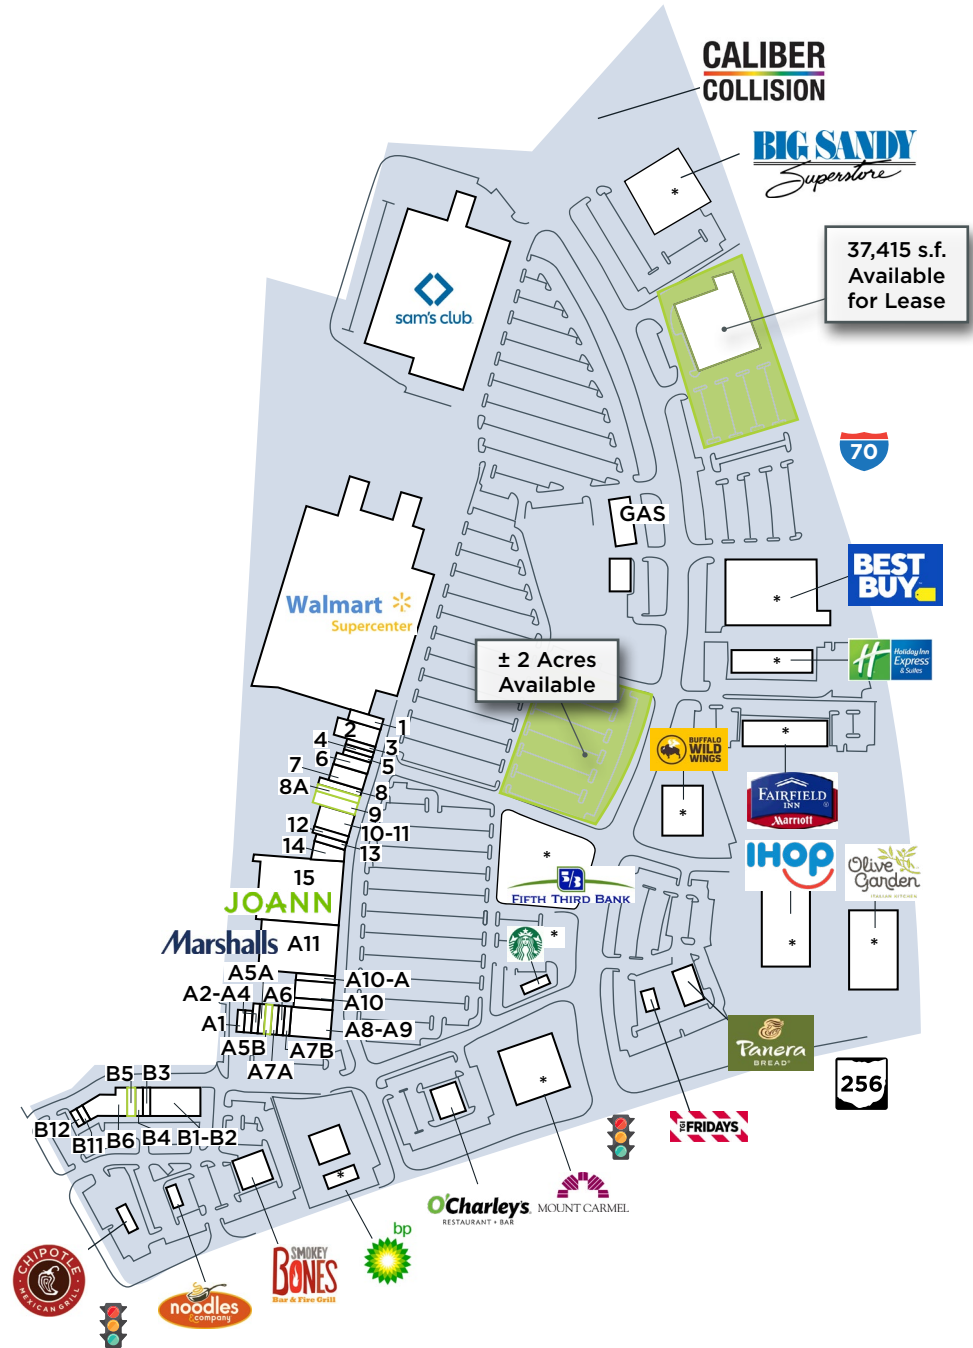 CALIBER
COLLISION
BIG SANDY
Superstore
*
37,415 s.f.
Available
for Lease
sam's club
70
GAS
BEST
BUY
*
Walmart
Supercenter
Holiday Inn
Express
& Suites
*
± 2 Acres
Available
1
2
3
4
5
6
7
8
8A
9
10-11
12
13
14
15
BUFFALO
WILD
WINGS
*
*
FAIRFIELD
INN
Marriott
IHOP
*
Olive
Garden
ITALIAN KITCHEN
*
*
FIFTH THIRD BANK
JOANN
Marshalls
A11
*
A5A
A10-A
A2-A4
A6
A10
A1
A8-A9
A5B
A7B
A7A
Panera
BREAD
256
B5
B3
B12
B11
B6
B4
B1-B2
*
TGI FRIDAYS
*
O'Charley's
RESTAURANT + BAR
MOUNT CARMEL
bp
CHIPOTLE
MEXICAN GRILL
SMOKEY
BONES
Bar & Fire Grill
noodles
&company